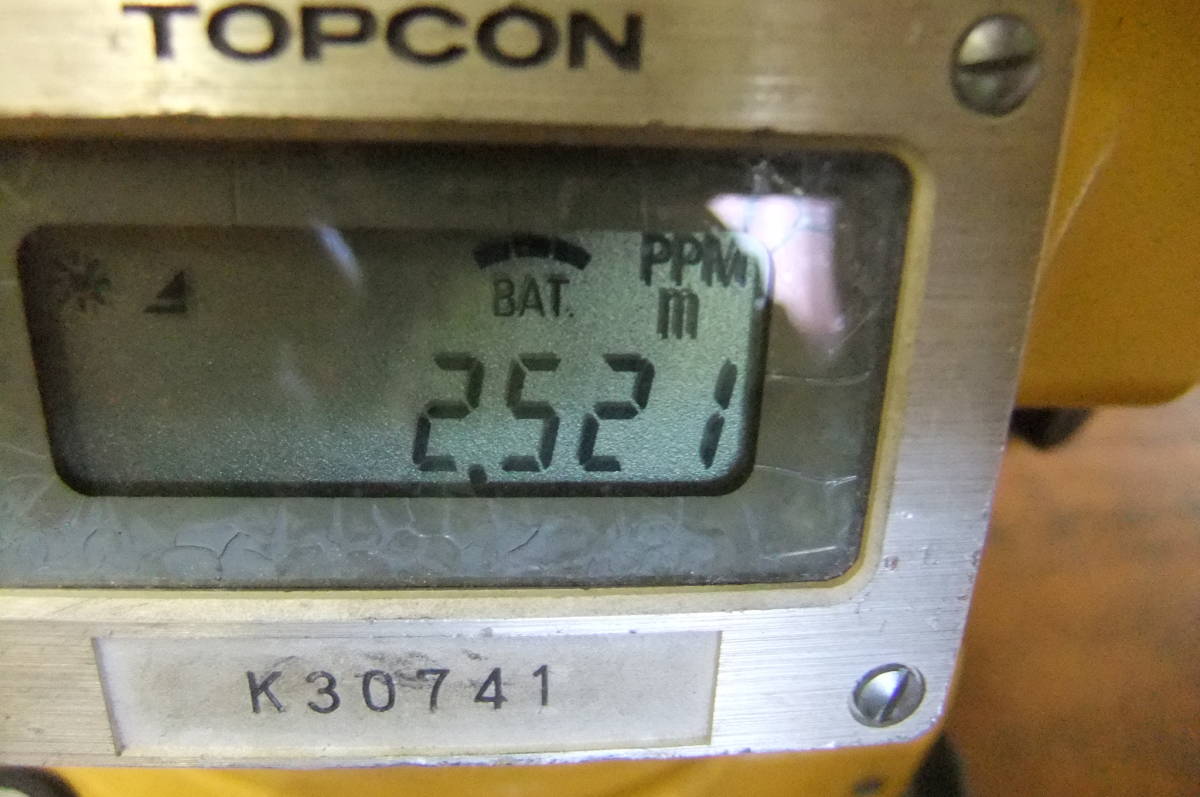 TOPCON
PPM
BAT. m
2.521
K30741